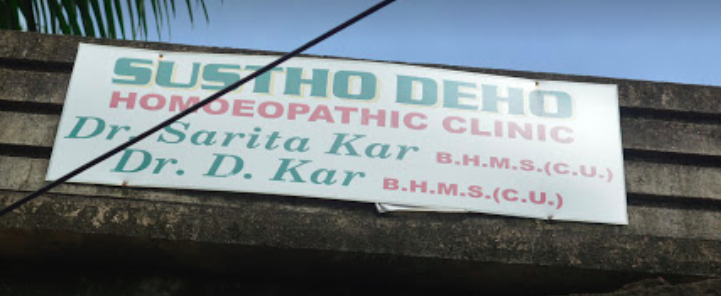 SUSTHO DEHO
HOMOEOPATHIC CLINIC
Dr. Sarita Kar B.H.M.S.(C.U.)
Dr. D. Kar B.H.M.S.(C.U.)